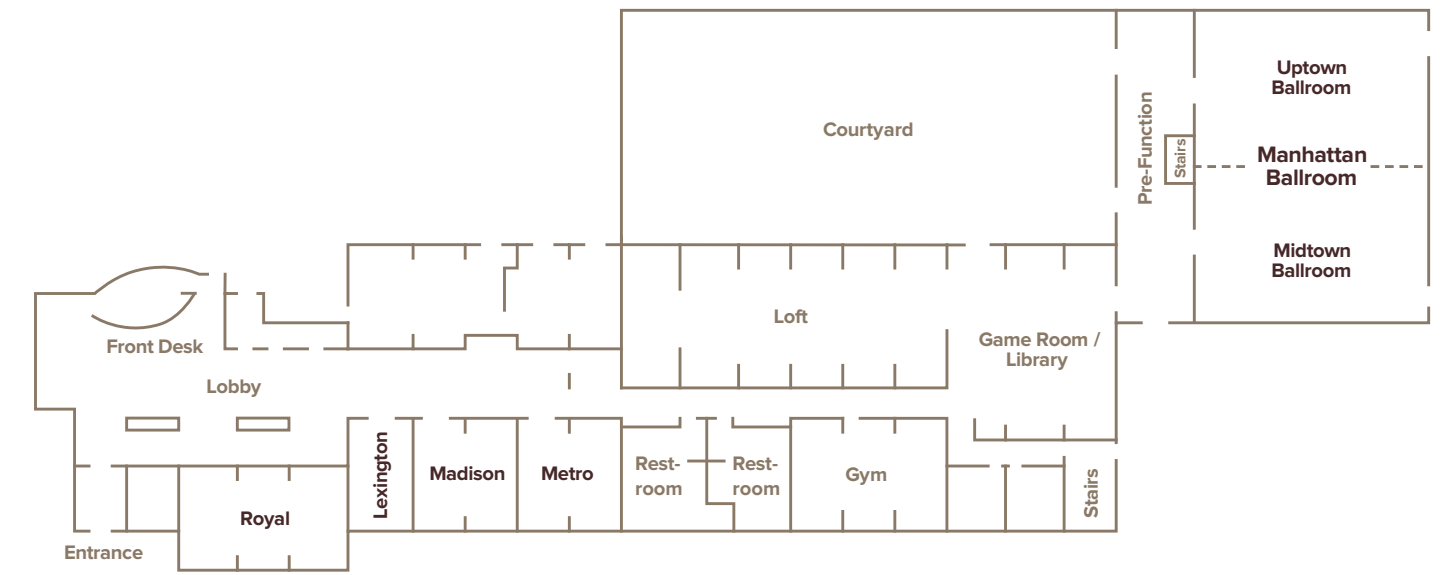 Uptown
Ballroom
Courtyard
Pre-Function
Stairs
Manhattan
Ballroom
Midtown
Ballroom
Loft
Game Room /
Library
Front Desk
Lobby
Lexington
Madison
Metro
Rest-
room
Rest-
room
Gym
Stairs
Royal
Entrance